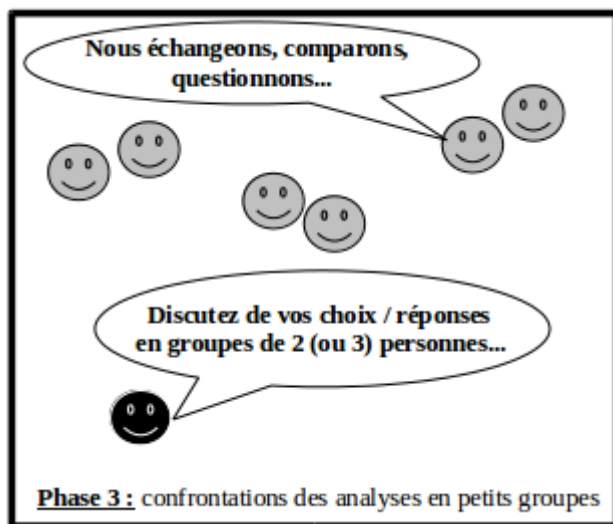 Nous échangeons, comparons,
questionnons...
Discutez de vos choix / réponses
en groupes de 2 (ou 3) personnes...
Phase 3 : confrontations des analyses en petits groupes